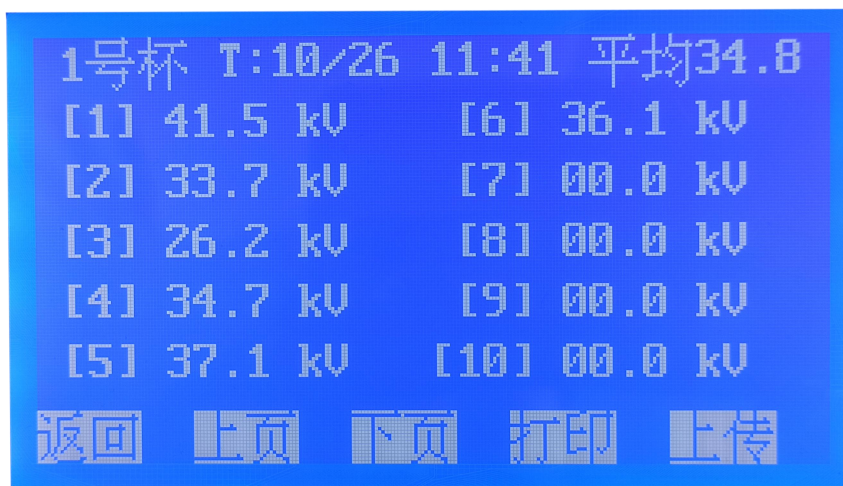 1号杯 T:10/26 11:41 平均34.8
[1] 41.5 kV [6] 36.1 kV
[2] 33.7 kV [7] 00.0 kV
[3] 26.2 kV [8] 00.0 kV
[4] 34.7 kV [9] 00.0 kV
[5] 37.1 kV [10] 00.0 kV
返回 上页 下页 打印 上传